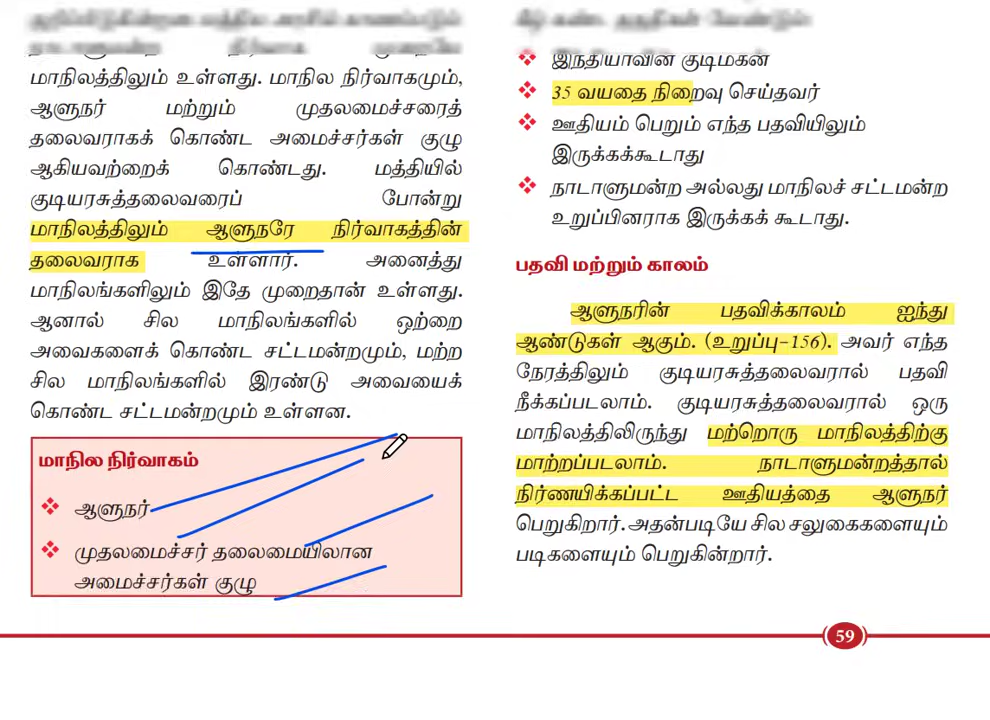 மாநிலத்திலும் உள்ளது. மாநில நிர்வாகமும்,
ஆளுநர் மற்றும் முதலமைச்சரைத்
தலைவராகக் கொண்ட அமைச்சர்கள் குழு
ஆகியவற்றைக் கொண்டது. மத்தியில்
குடியரசுத்தலைவரைப் போன்று
மாநிலத்திலும் ஆளுநரே நிர்வாகத்தின்
தலைவராக உள்ளார். அனைத்து
மாநிலங்களிலும் இதே முறைதான் உள்ளது.
ஆனால் சில மாநிலங்களில் ஒற்றை
அவைகளைக் கொண்ட சட்டமன்றமும், மற்ற
சில மாநிலங்களில் இரண்டு அவையைக்
கொண்ட சட்டமன்றமும் உள்ளன.
மாநில நிர்வாகம்
❖ ஆளுநர்
❖ முதலமைச்சர் தலைமையிலான
அமைச்சர்கள் குழு
❖ இந்தியாவின் குடிமகன்
❖ 35 வயதை நிறைவு செய்தவர்
❖ ஊதியம் பெறும் எந்த பதவியிலும்
இருக்கக்கூடாது
❖ நாடாளுமன்ற அல்லது மாநிலச் சட்டமன்ற
உறுப்பினராக இருக்கக் கூடாது.
பதவி மற்றும் காலம்
ஆளுநரின் பதவிக்காலம் ஐந்து
ஆண்டுகள் ஆகும். (உறுப்பு-156). அவர் எந்த
நேரத்திலும் குடியரசுத்தலைவரால் பதவி
நீக்கப்படலாம். குடியரசுத்தலைவரால் ஒரு
மாநிலத்திலிருந்து மற்றொரு மாநிலத்திற்கு
மாற்றப்படலாம். நாடாளுமன்றத்தால்
நிர்ணயிக்கப்பட்ட ஊதியத்தை ஆளுநர்
பெறுகிறார். அதன்படியே சில சலுகைகளையும்
படிகளையும் பெறுகின்றார்.
59